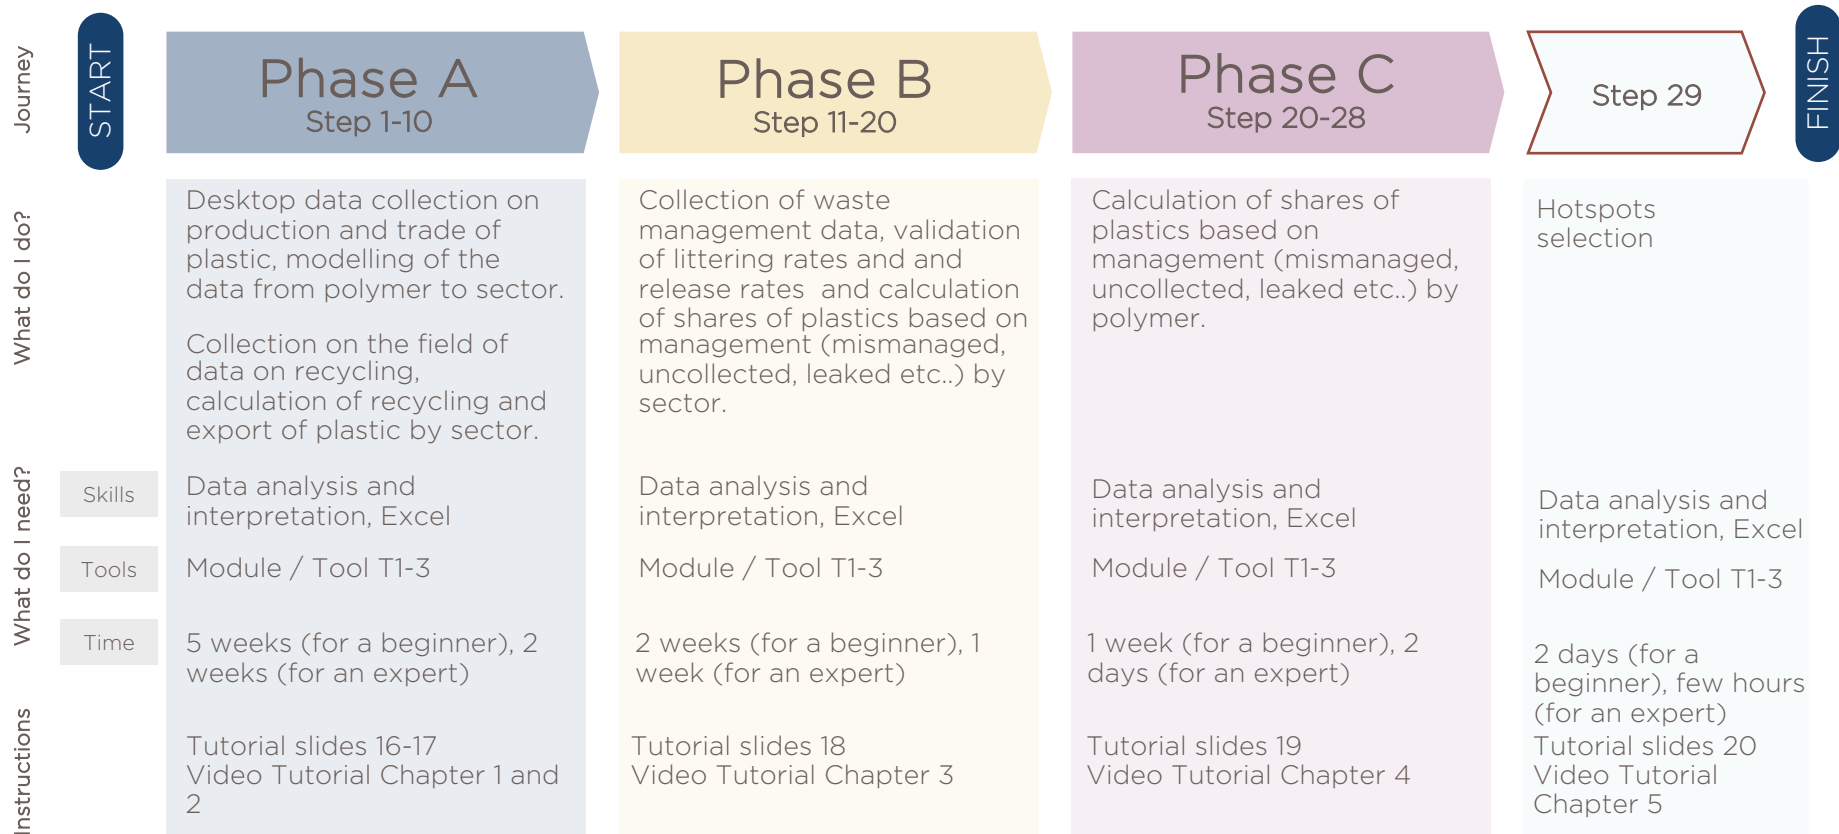 Journey
START
Phase A
Step 1-10
Phase B
Step 11-20
Phase C
Step 20-28
Step 29
FINISH
What do I do?
Desktop data collection on
production and trade of
plastic, modelling of the
data from polymer to sector.
Collection on the field of
data on recycling,
calculation of recycling and
export of plastic by sector.
Collection of waste
management data, validation
of littering rates and and
release rates  and calculation
of shares of plastics based on
management (mismanaged,
uncollected, leaked etc..) by
sector.
Calculation of shares of
plastics based on
management (mismanaged,
uncollected, leaked etc..) by
polymer.
Hotspots
selection
What do I need?
Skills
Data analysis and
interpretation, Excel
Data analysis and
interpretation, Excel
Data analysis and
interpretation, Excel
Data analysis and
interpretation, Excel
Tools
Module / Tool T1-3
Module / Tool T1-3
Module / Tool T1-3
Module / Tool T1-3
Time
5 weeks (for a beginner), 2
weeks (for an expert)
2 weeks (for a beginner), 1
week (for an expert)
1 week (for a beginner), 2
days (for an expert)
2 days (for a
beginner), few hours
(for an expert)
Instructions
Tutorial slides 16-17
Video Tutorial Chapter 1 and
2
Tutorial slides 18
Video Tutorial Chapter 3
Tutorial slides 19
Video Tutorial Chapter 4
Tutorial slides 20
Video Tutorial
Chapter 5